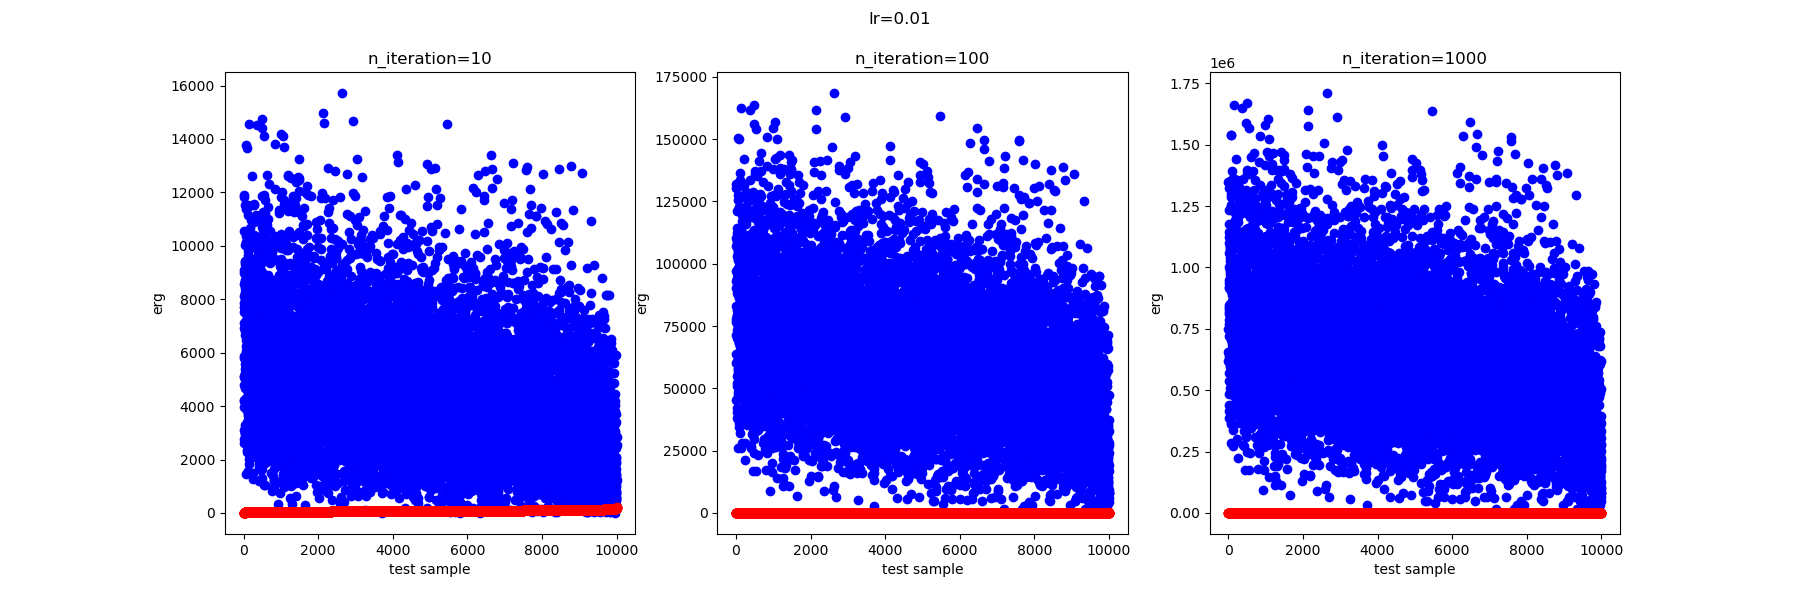 lr=0.01
n_iteration=10
n_iteration=100
n_iteration=1000
1e6
16000
14000
12000
10000
8000
6000
4000
2000
0
erg
0 2000 4000 6000 8000 10000
test sample
175000
150000
125000
100000
75000
50000
25000
0
erg
0 2000 4000 6000 8000 10000
test sample
1.75
1.50
1.25
1.00
0.75
0.50
0.25
0.00
erg
0 2000 4000 6000 8000 10000
test sample